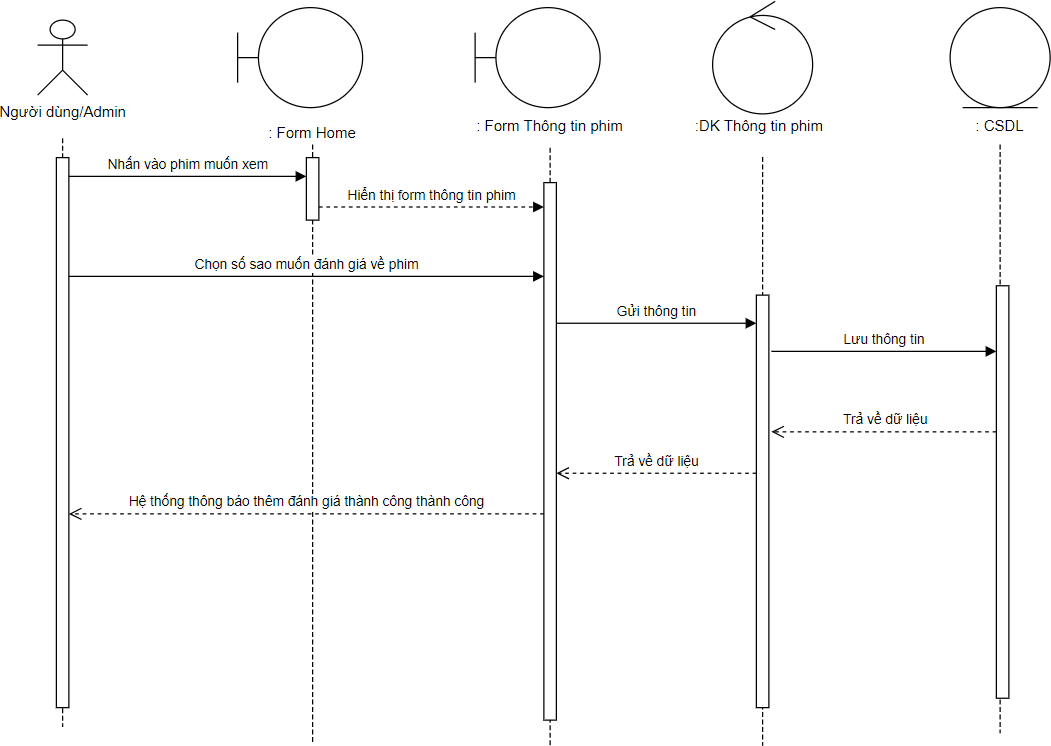 Người dùng/Admin
: Form Home
: Form Thông tin phim
:DK Thông tin phim
: CSDL
Nhấn vào phim muốn xem
Hiển thị form thông tin phim
Chọn số sao muốn đánh giá về phim
Gửi thông tin
Lưu thông tin
Trả về dữ liệu
Trả về dữ liệu
Hệ thống thông báo thêm đánh giá thành công thành công